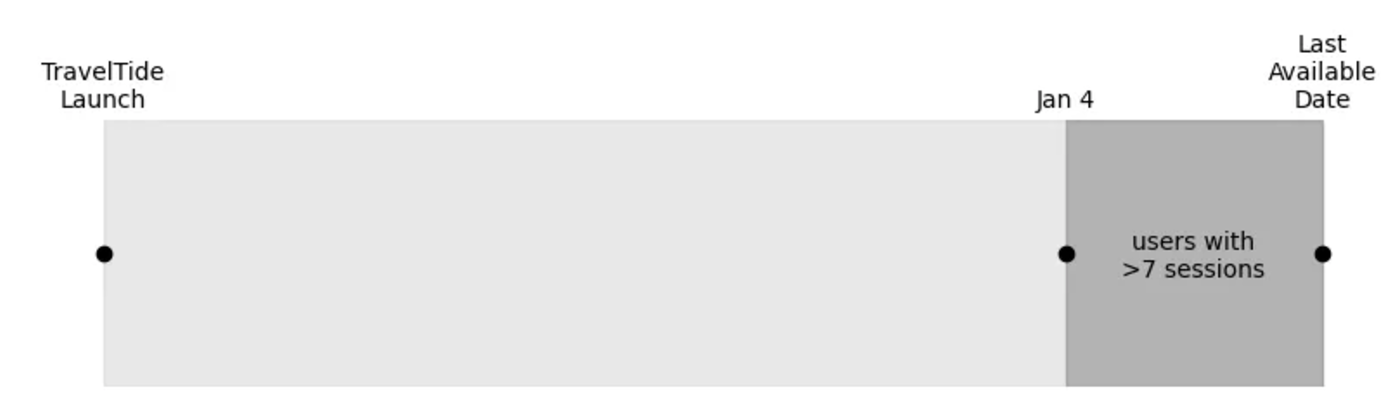 TravelTide
Launch
Jan 4
Last
Available
Date
users with
>7 sessions